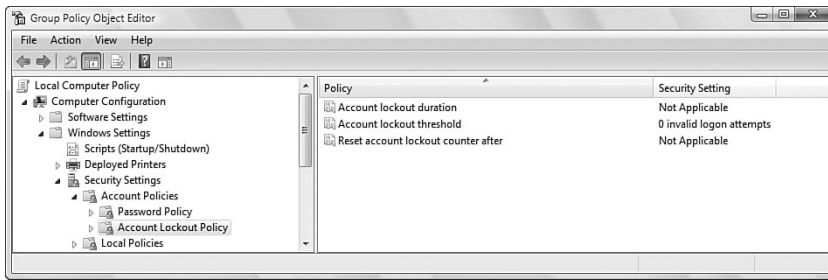 Group Policy Object Editor
File Action View Help
Local Computer Policy
Computer Configuration
Software Settings
Windows Settings
Scripts (Startup/Shutdown)
Deployed Printers
Security Settings
Account Policies
Password Policy
Account Lockout Policy
Local Policies
Policy Security Setting
Account lockout duration Not Applicable
Account lockout threshold 0 invalid logon attempts
Reset account lockout counter after Not Applicable